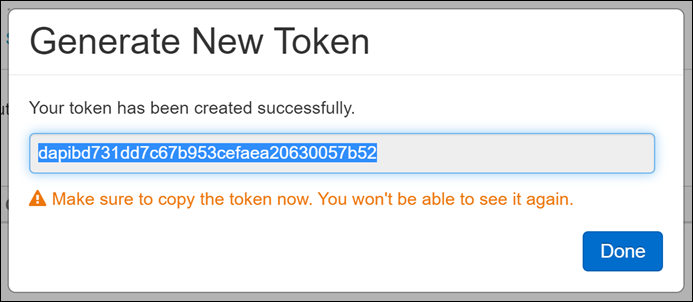 Generate New Token
Your token has been created successfully.
dapibd731dd7c67b953cefaea20630057b52
Make sure to copy the token now. You won't be able to see it again.
Done